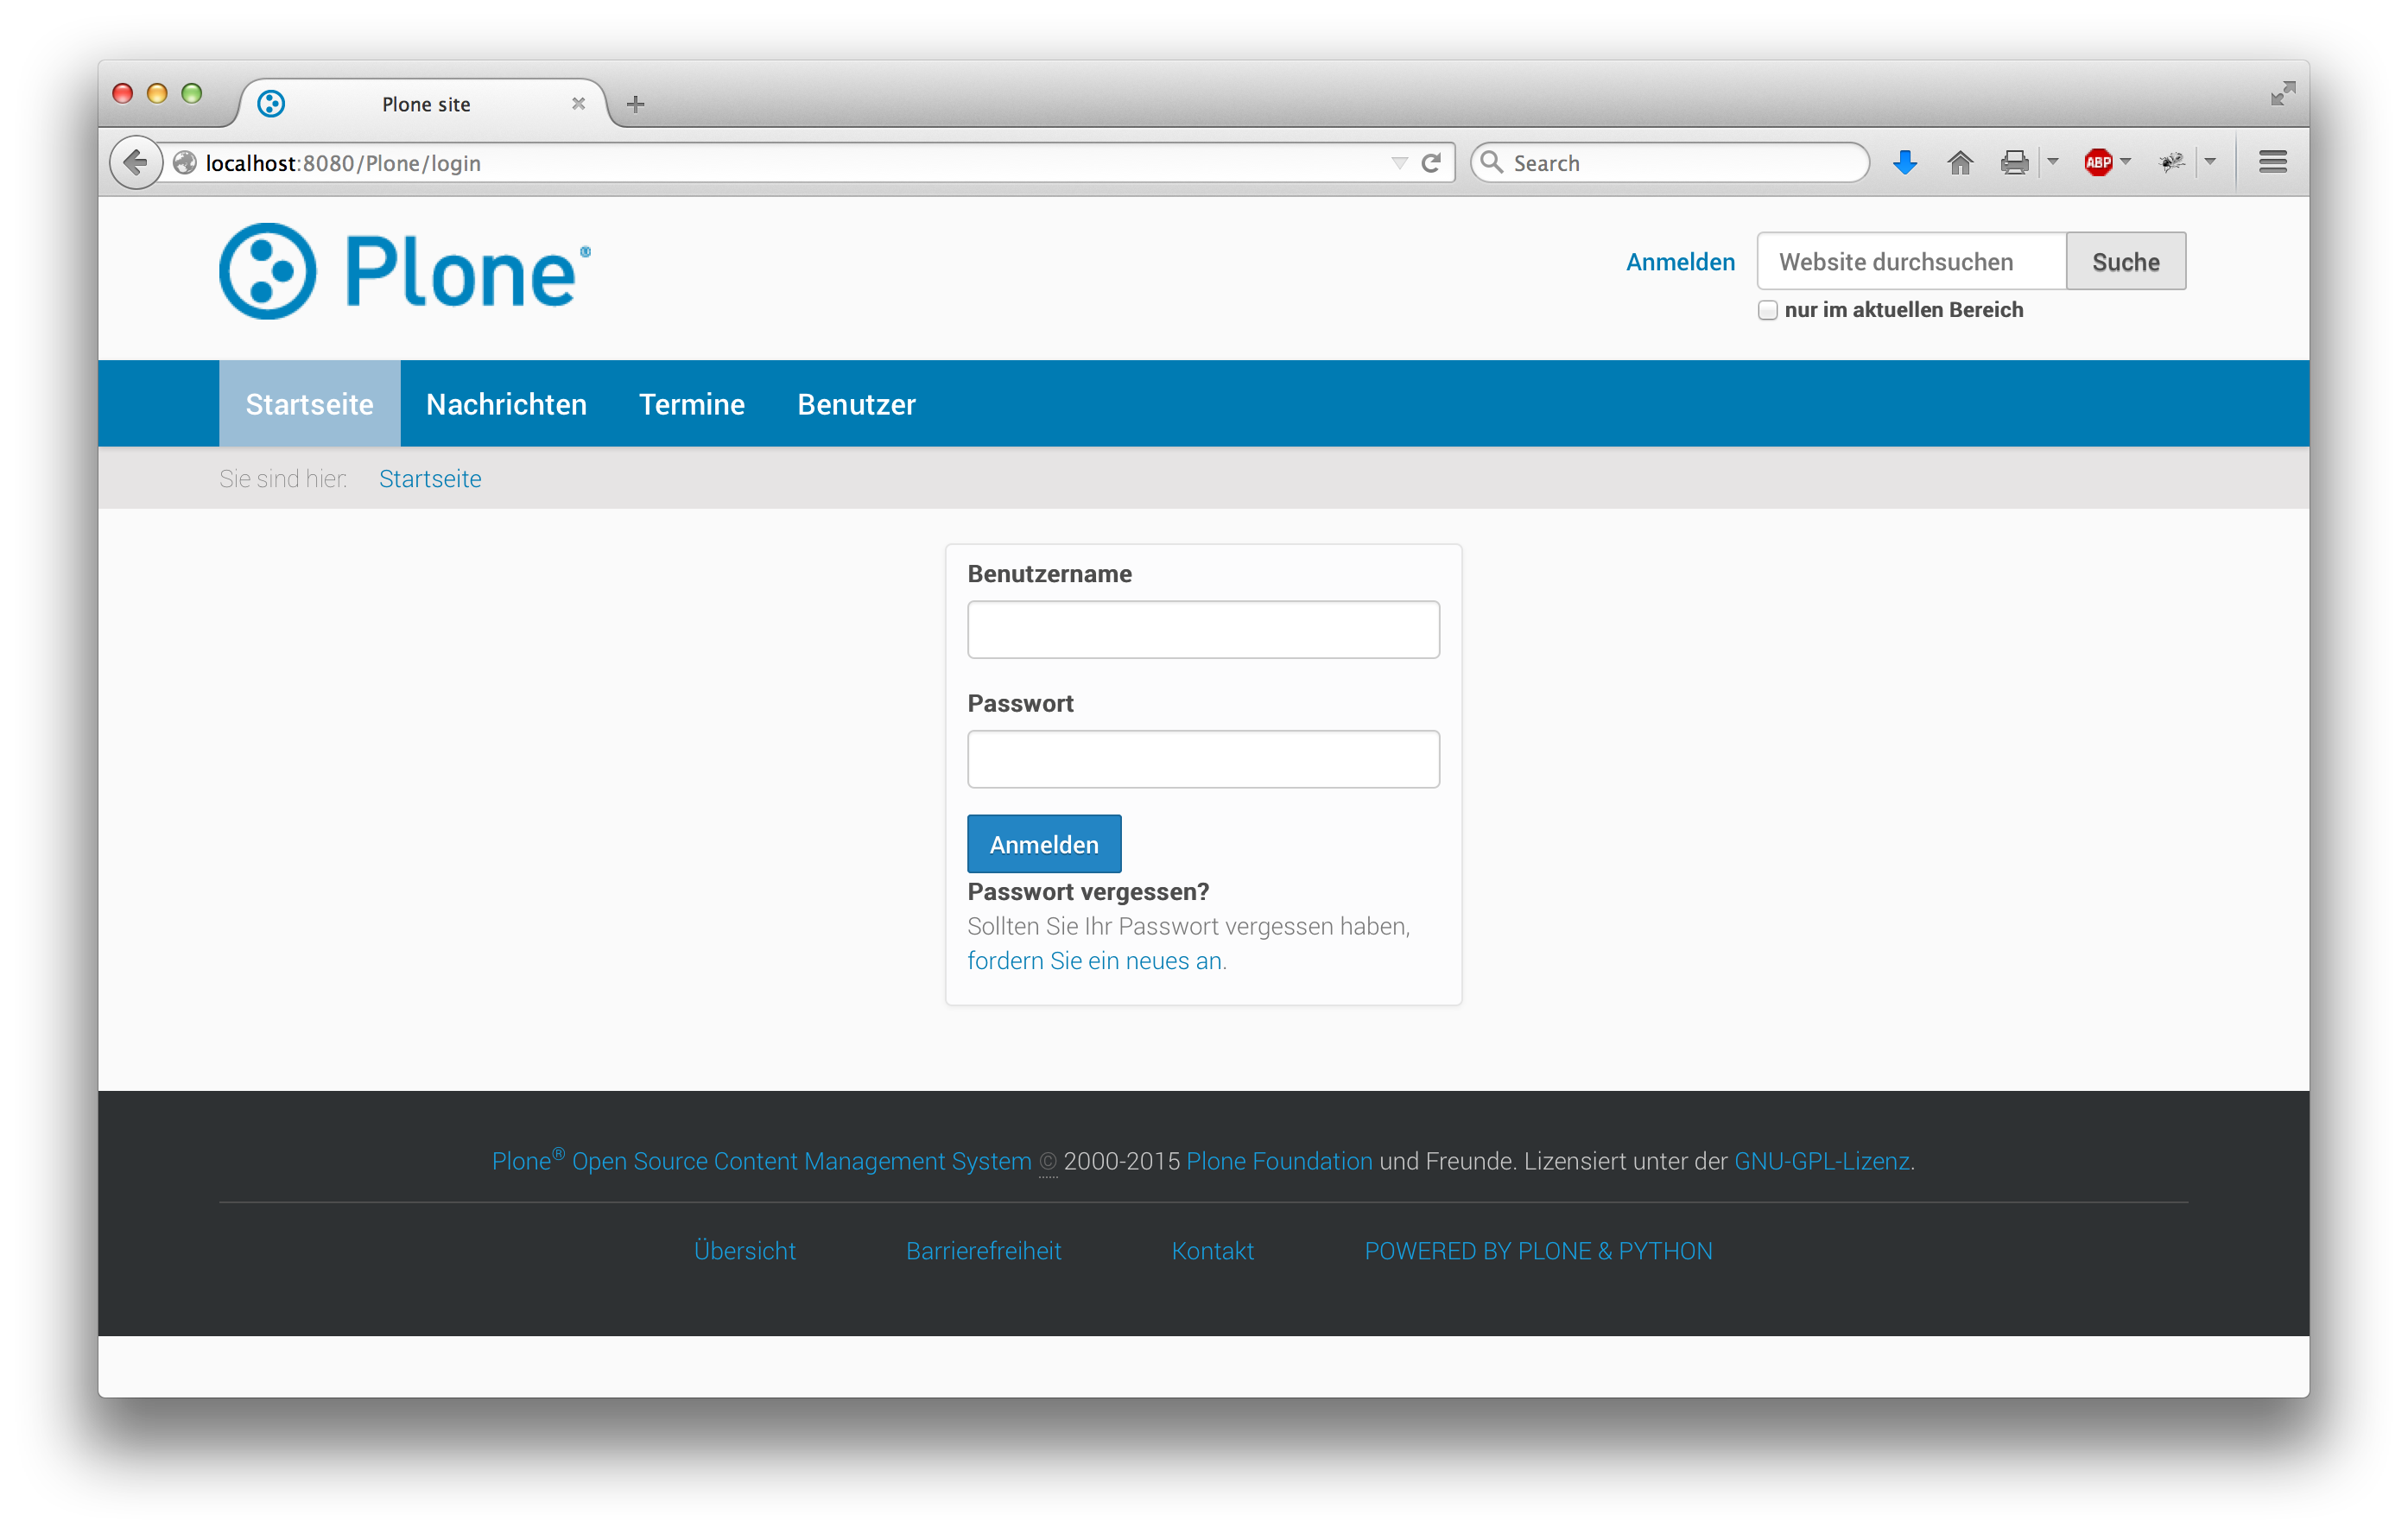 Plone site
localhost:8080/Plone/login
Search
ABP
Plone®
Anmelden
Website durchsuchen
Suche
nur im aktuellen Bereich
Startseite
Nachrichten
Termine
Benutzer
Sie sind hier: Startseite
Benutzername
Passwort
Anmelden
Passwort vergessen?
Sollten Sie Ihr Passwort vergessen haben,
fordern Sie ein neues an.
Plone® Open Source Content Management System © 2000-2015 Plone Foundation und Freunde. Lizensiert unter der GNU-GPL-Lizenz.
Übersicht
Barrierefreiheit
Kontakt
POWERED BY PLONE & PYTHON